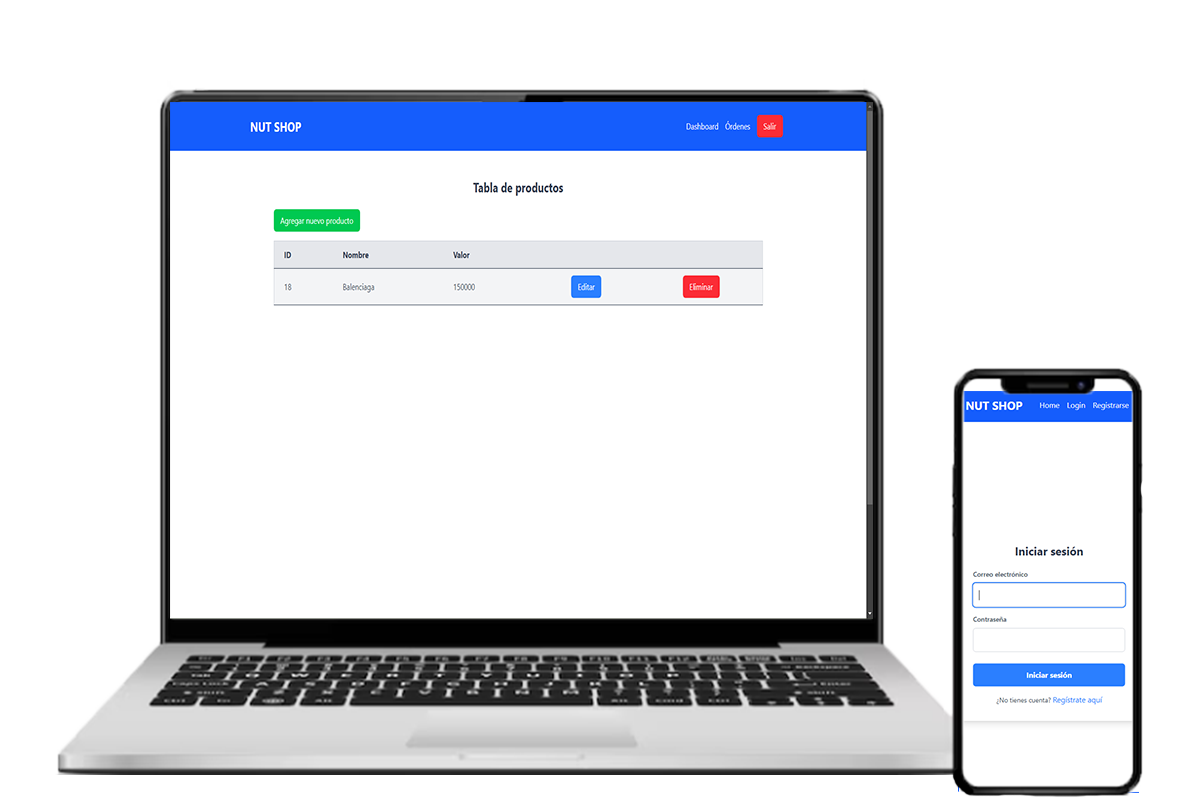 NUT SHOP Dashboard Órdenes Salir
Tabla de productos
Agregar nuevo producto
ID Nombre Valor
18 Balenciaga 150000 Editar Eliminar
NUT SHOP Home Login Registrarse
Iniciar sesión
Correo electrónico
Contraseña
Iniciar sesión
¿No tienes cuenta? Regístrate aquí